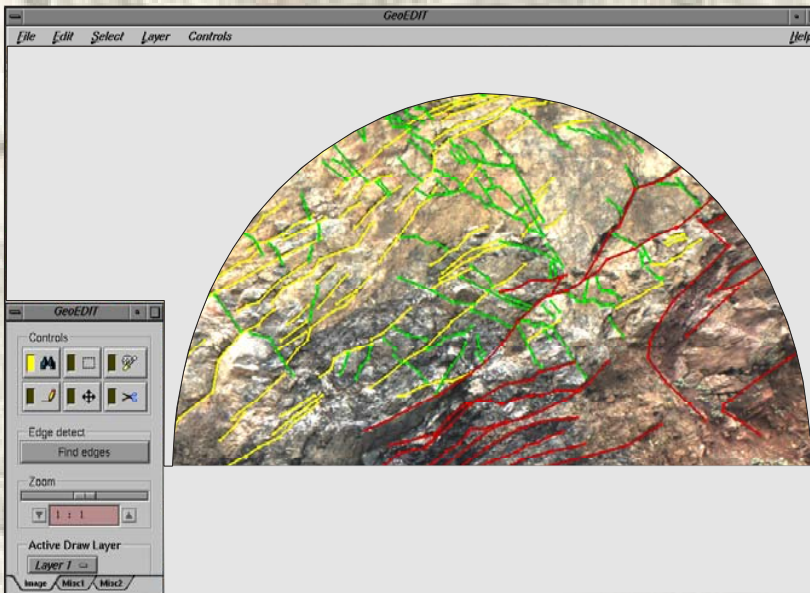 GeoEDIT
File Edit Select Layer Controls Help
GeoEDIT
Controls
Edge detect
Find edges
Zoom
1 : 1
Active Draw Layer
Layer 1
Image Misc1 Misc2